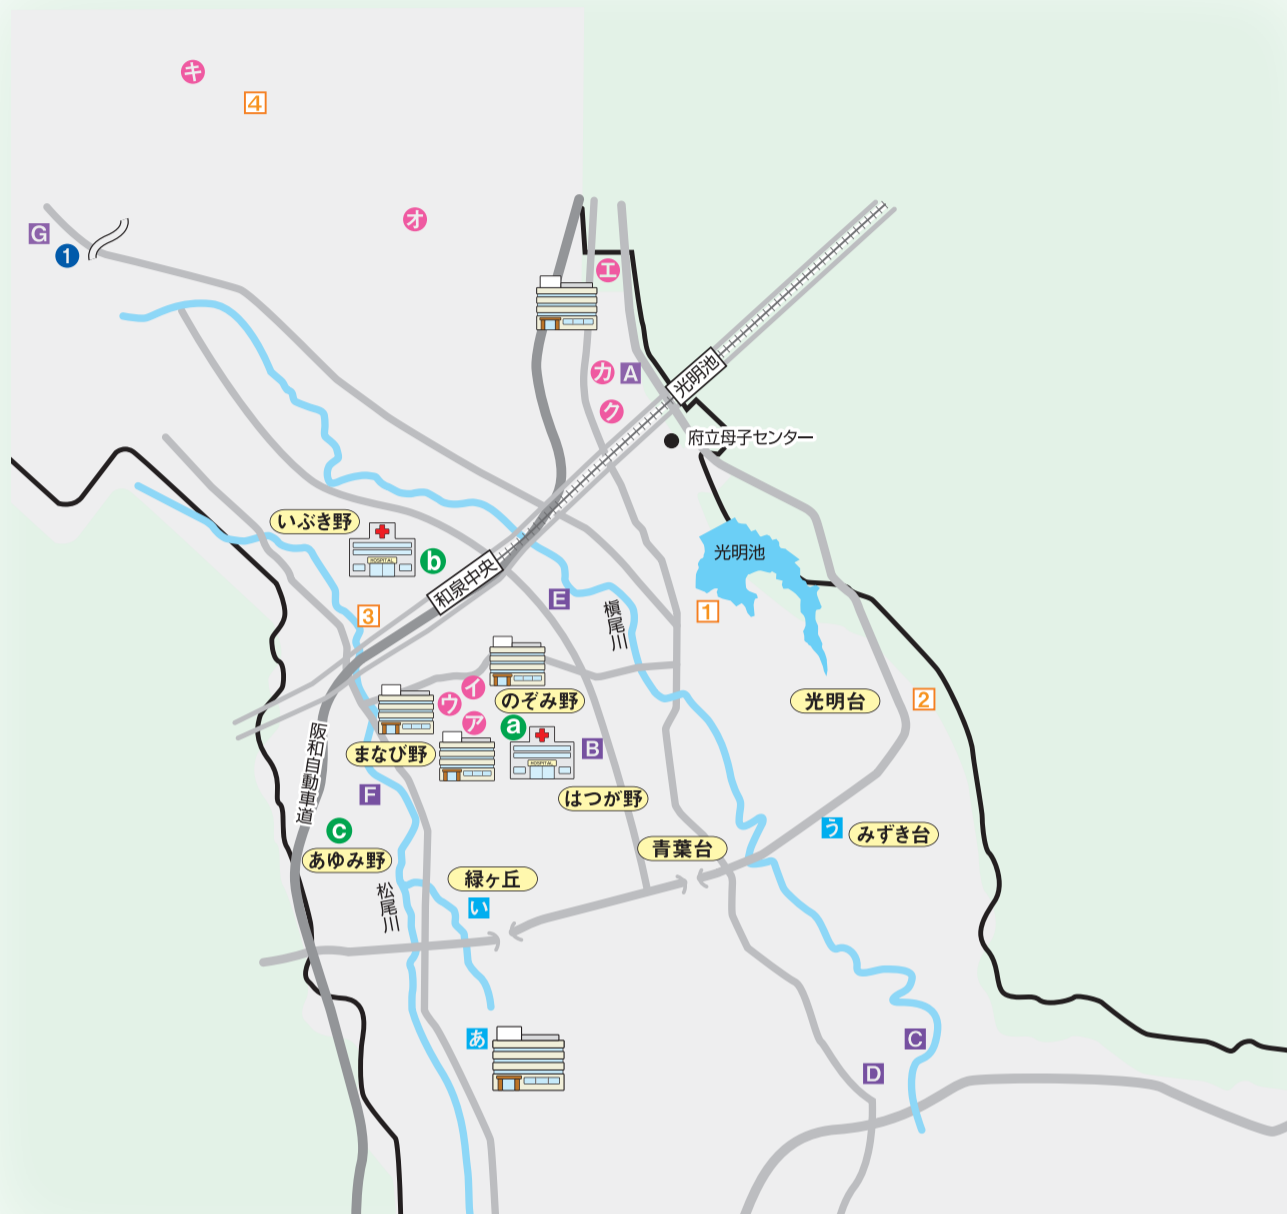 キ
4
オ
G
1
エ
カ
A
光明池
ク
府立母子センター
いぶき野
HOSPITAL
b
和泉中央
光明池
E
槇尾川
3
1
イ
ウ
ア
のぞみ野
a
光明台
2
阪和自動車道
まなび野
B
HOSPITAL
F
はつが野
C
あゆみ野
う
みずき台
青葉台
緑ヶ丘
い
松尾川
あ
C
D